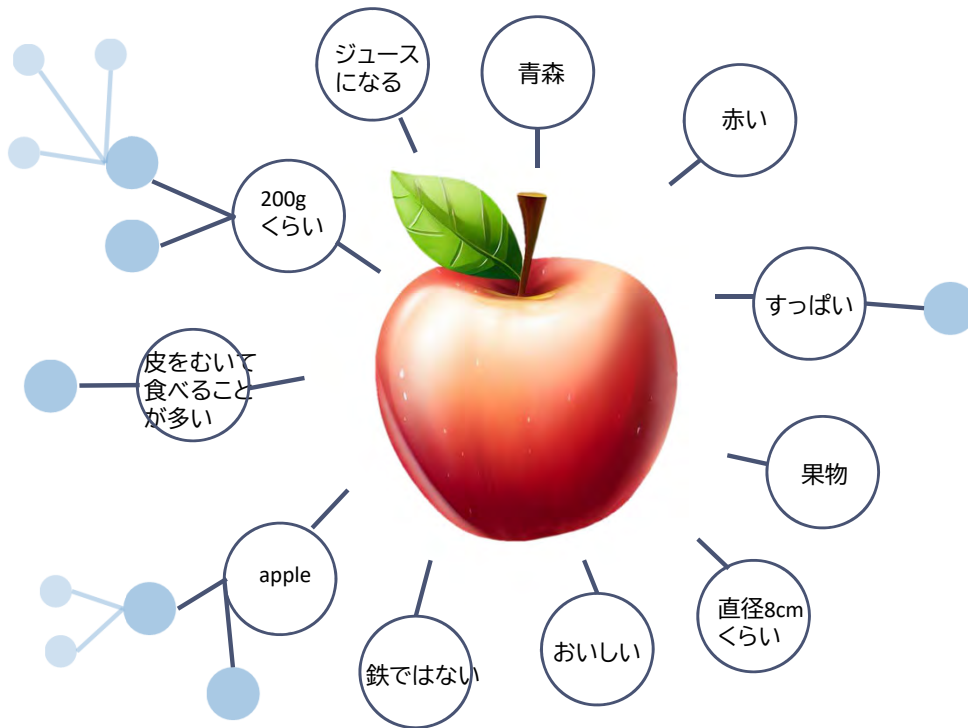 ジュース
になる
青森
赤い
200g
くらい
すっぱい
皮をむいて
食べること
が多い
果物
apple
直径8cm
くらい
おいしい
鉄ではない